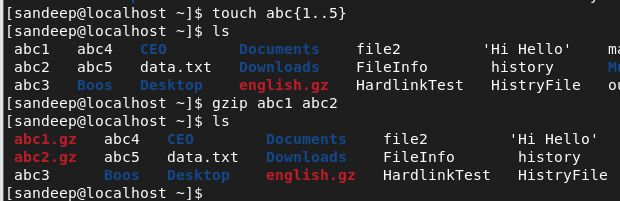 [sandeep@localhost ~]$ touch abc{1..5}
[sandeep@localhost ~]$ ls
abc1 abc4 CEO Documents file2 'Hi Hello'
abc2 abc5 data.txt Downloads FileInfo history
abc3 Boos Desktop english.gz HardlinkTest HistryFile
[sandeep@localhost ~]$ gzip abc1 abc2
[sandeep@localhost ~]$ ls
abc1.gz abc4 CEO Documents file2 'Hi Hello'
abc2.gz abc5 data.txt Downloads FileInfo history
abc3 Boos Desktop english.gz HardlinkTest HistryFile
[sandeep@localhost ~]$